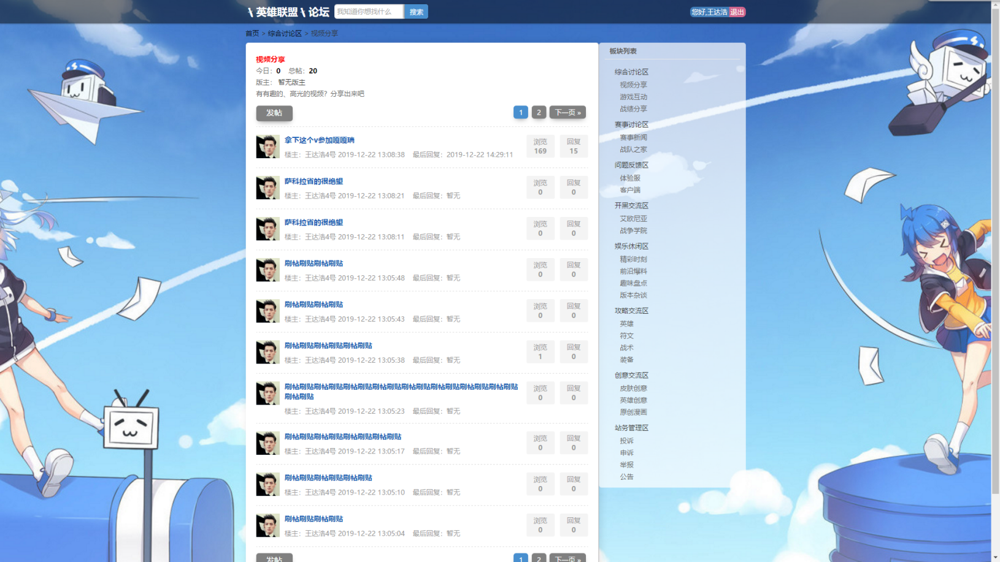 \ 英雄联盟 \ 论坛 我知道你想找什么 搜索 您好,王达浩 退出
首页 > 综合讨论区 > 视频分享
视频分享
今日： 0 总帖： 20
版主： 暂无版主
有有趣的、高光的视频？分享出来吧
发帖 1 2 下一页 »
拿下这个v参加嘎嘎瑞
楼主：王达浩4号 2019-12-22 13:08:38 最后回复：2019-12-22 14:29:11
浏览 169 回复 15
萨科拉省的很绝望
楼主：王达浩4号 2019-12-22 13:08:21 最后回复：暂无
浏览 0 回复 0
萨科拉省的很绝望
楼主：王达浩4号 2019-12-22 13:08:11 最后回复：暂无
浏览 0 回复 0
刷帖刷贴刷帖刷贴
楼主：王达浩4号 2019-12-22 13:05:48 最后回复：暂无
浏览 0 回复 0
刷帖刷贴刷帖刷贴
楼主：王达浩4号 2019-12-22 13:05:43 最后回复：暂无
浏览 0 回复 0
刷帖刷贴刷帖刷贴刷帖刷贴
楼主：王达浩4号 2019-12-22 13:05:38 最后回复：暂无
浏览 1 回复 0
刷帖刷贴刷帖刷贴刷帖刷贴刷帖刷贴刷帖刷贴刷帖刷贴刷帖刷贴刷帖刷贴
刷帖刷贴
楼主：王达浩4号 2019-12-22 13:05:23 最后回复：暂无
浏览 0 回复 0
刷帖刷贴刷帖刷贴刷帖刷贴刷帖刷贴
楼主：王达浩4号 2019-12-22 13:05:17 最后回复：暂无
浏览 0 回复 0
刷帖刷贴刷帖刷贴刷帖刷贴
楼主：王达浩4号 2019-12-22 13:05:10 最后回复：暂无
浏览 0 回复 0
刷帖刷贴刷帖刷贴
楼主：王达浩4号 2019-12-22 13:05:04 最后回复：暂无
浏览 0 回复 0
发帖 1 2 下一页 »
板块列表
综合讨论区
视频分享
游戏互动
战绩分享
赛事讨论区
赛事新闻
战队之家
问题反馈区
体验服
客户端
开黑交流区
艾欧尼亚
战争学院
娱乐休闲区
精彩时刻
前沿爆料
趣味盘点
版本杂谈
攻略交流区
英雄
符文
战术
装备
创意交流区
皮肤创意
英雄创意
原创漫画
站务管理区
投诉
申诉
举报
公告